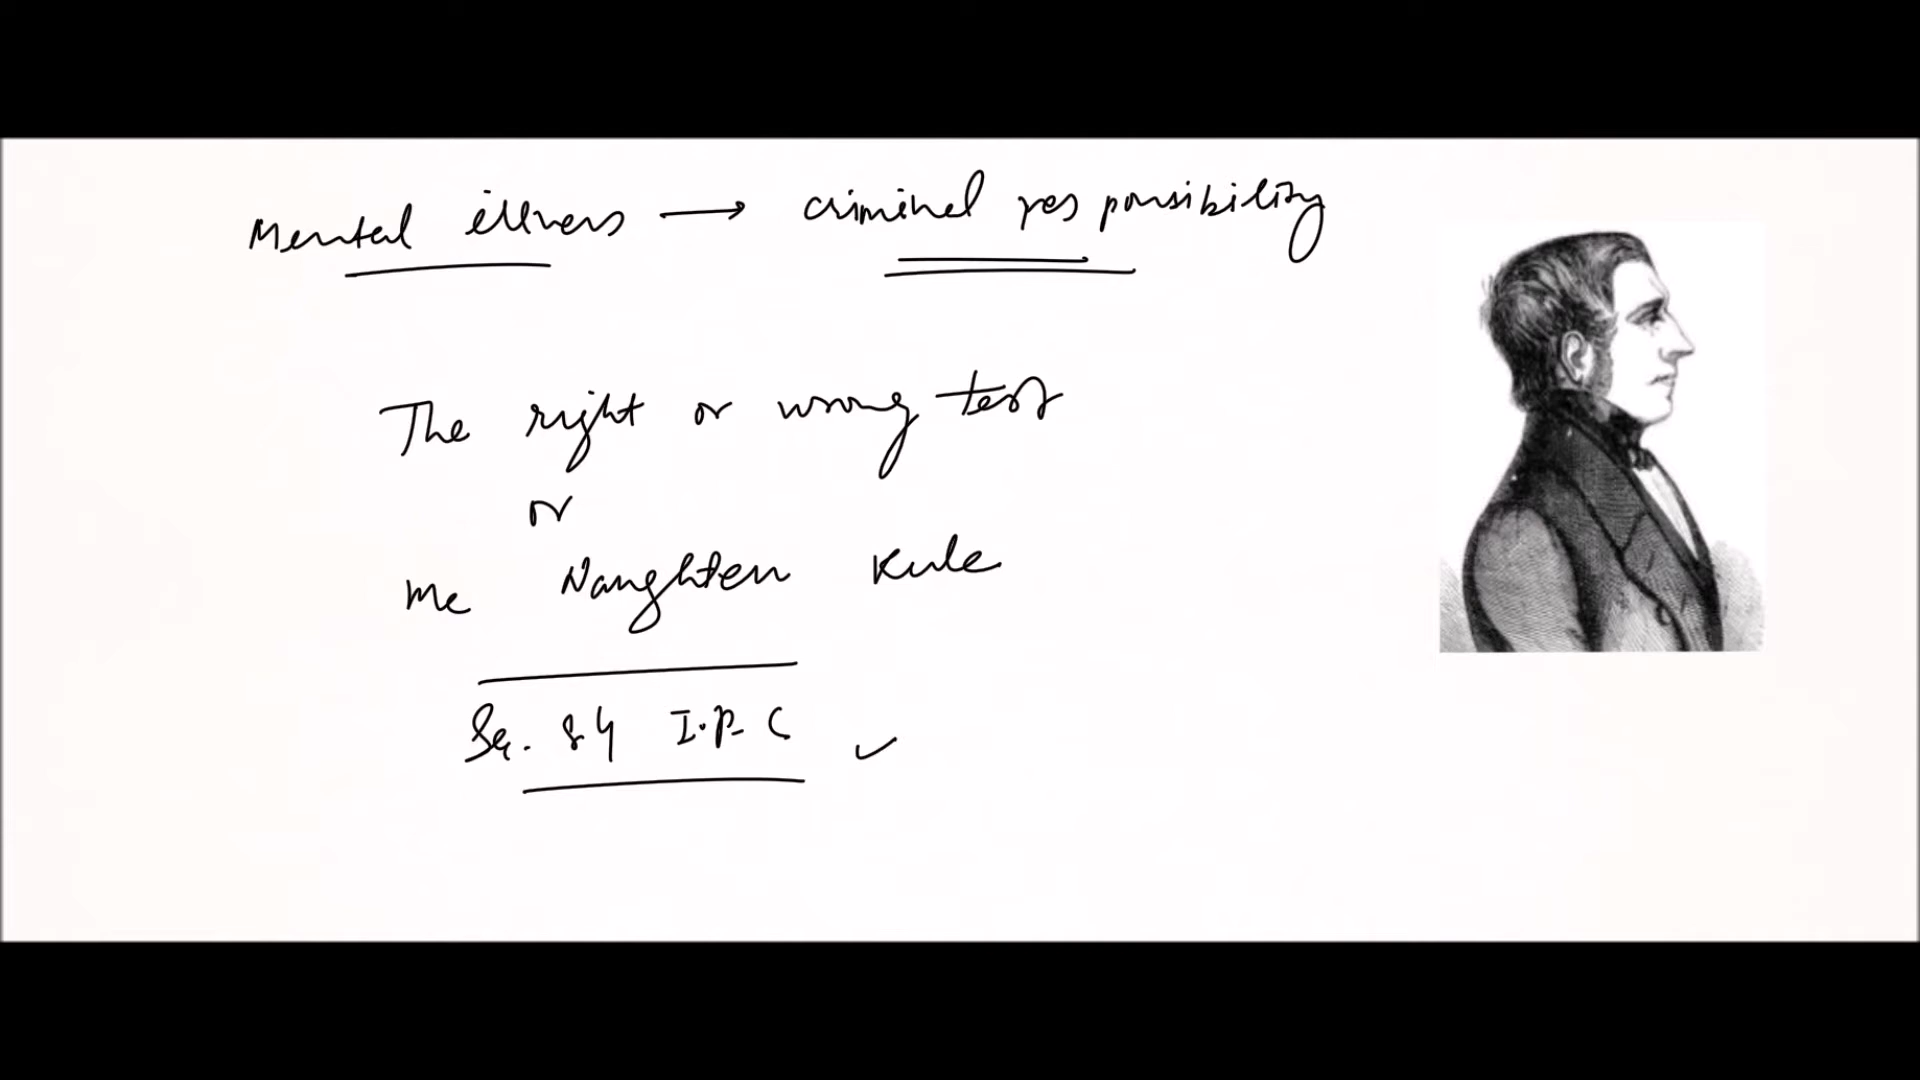 Mental illness → criminal responsibility
The right or wrong test
or
Mc Naughten Rule
Sec. 84 I.P.C